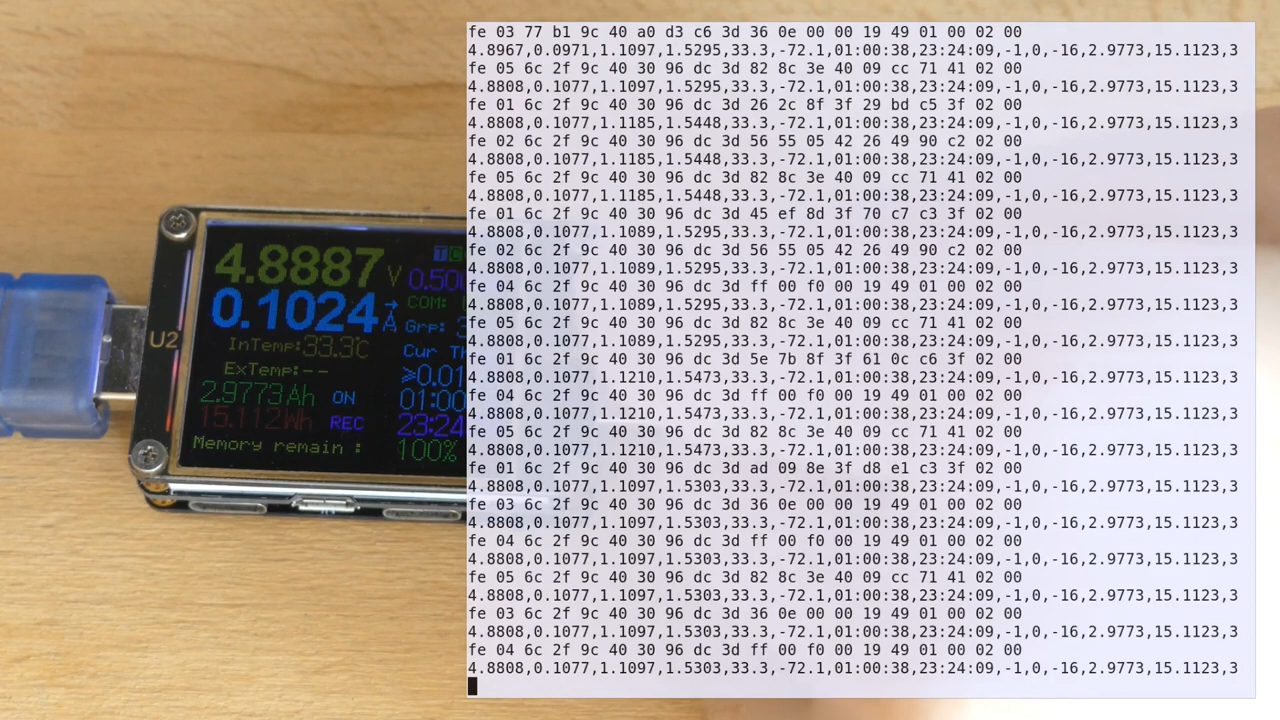 U2
4.8887 V
0.1024 A
InTemp:33.3℃
ExTemp:--
2.9773Ah ON
15.112Wh REC
Memory remain : 100%
COM:
Grp:
fe 03 77 b1 9c 40 a0 d3 c6 3d 36 0e 00 00 19 49 01 00 02 00
4.8967,0.0971,1.1097,1.5295,33.3,-72.1,01:00:38,23:24:09,-1,0,-16,2.9773,15.1123,3
fe 05 6c 2f 9c 40 30 96 dc 3d 82 8c 3e 40 09 cc 71 41 02 00
4.8808,0.1077,1.1097,1.5295,33.3,-72.1,01:00:38,23:24:09,-1,0,-16,2.9773,15.1123,3
fe 01 6c 2f 9c 40 30 96 dc 3d 26 2c 8f 3f 29 bd c5 3f 02 00
4.8808,0.1077,1.1185,1.5448,33.3,-72.1,01:00:38,23:24:09,-1,0,-16,2.9773,15.1123,3
fe 02 6c 2f 9c 40 30 96 dc 3d 56 55 05 42 26 49 90 c2 02 00
4.8808,0.1077,1.1185,1.5448,33.3,-72.1,01:00:38,23:24:09,-1,0,-16,2.9773,15.1123,3
fe 05 6c 2f 9c 40 30 96 dc 3d 82 8c 3e 40 09 cc 71 41 02 00
4.8808,0.1077,1.1185,1.5448,33.3,-72.1,01:00:38,23:24:09,-1,0,-16,2.9773,15.1123,3
fe 01 6c 2f 9c 40 30 96 dc 3d 45 ef 8d 3f 70 c7 c3 3f 02 00
4.8808,0.1077,1.1089,1.5295,33.3,-72.1,01:00:38,23:24:09,-1,0,-16,2.9773,15.1123,3
fe 02 6c 2f 9c 40 30 96 dc 3d 56 55 05 42 26 49 90 c2 02 00
4.8808,0.1077,1.1089,1.5295,33.3,-72.1,01:00:38,23:24:09,-1,0,-16,2.9773,15.1123,3
fe 04 6c 2f 9c 40 30 96 dc 3d ff 00 f0 00 19 49 01 00 02 00
4.8808,0.1077,1.1089,1.5295,33.3,-72.1,01:00:38,23:24:09,-1,0,-16,2.9773,15.1123,3
fe 05 6c 2f 9c 40 30 96 dc 3d 82 8c 3e 40 09 cc 71 41 02 00
4.8808,0.1077,1.1089,1.5295,33.3,-72.1,01:00:38,23:24:09,-1,0,-16,2.9773,15.1123,3
fe 01 6c 2f 9c 40 30 96 dc 3d 5e 7b 8f 3f 61 0c c6 3f 02 00
4.8808,0.1077,1.1210,1.5473,33.3,-72.1,01:00:38,23:24:09,-1,0,-16,2.9773,15.1123,3
fe 04 6c 2f 9c 40 30 96 dc 3d ff 00 f0 00 19 49 01 00 02 00
4.8808,0.1077,1.1210,1.5473,33.3,-72.1,01:00:38,23:24:09,-1,0,-16,2.9773,15.1123,3
fe 05 6c 2f 9c 40 30 96 dc 3d 82 8c 3e 40 09 cc 71 41 02 00
4.8808,0.1077,1.1210,1.5473,33.3,-72.1,01:00:38,23:24:09,-1,0,-16,2.9773,15.1123,3
fe 01 6c 2f 9c 40 30 96 dc 3d ad 09 8e 3f d8 e1 c3 3f 02 00
4.8808,0.1077,1.1097,1.5303,33.3,-72.1,01:00:38,23:24:09,-1,0,-16,2.9773,15.1123,3
fe 03 6c 2f 9c 40 30 96 dc 3d 36 0e 00 00 19 49 01 00 02 00
4.8808,0.1077,1.1097,1.5303,33.3,-72.1,01:00:38,23:24:09,-1,0,-16,2.9773,15.1123,3
fe 04 6c 2f 9c 40 30 96 dc 3d ff 00 f0 00 19 49 01 00 02 00
4.8808,0.1077,1.1097,1.5303,33.3,-72.1,01:00:38,23:24:09,-1,0,-16,2.9773,15.1123,3
fe 05 6c 2f 9c 40 30 96 dc 3d 82 8c 3e 40 09 cc 71 41 02 00
4.8808,0.1077,1.1097,1.5303,33.3,-72.1,01:00:38,23:24:09,-1,0,-16,2.9773,15.1123,3
fe 03 6c 2f 9c 40 30 96 dc 3d 36 0e 00 00 19 49 01 00 02 00
4.8808,0.1077,1.1097,1.5303,33.3,-72.1,01:00:38,23:24:09,-1,0,-16,2.9773,15.1123,3
fe 04 6c 2f 9c 40 30 96 dc 3d ff 00 f0 00 19 49 01 00 02 00
4.8808,0.1077,1.1097,1.5303,33.3,-72.1,01:00:38,23:24:09,-1,0,-16,2.9773,15.1123,3